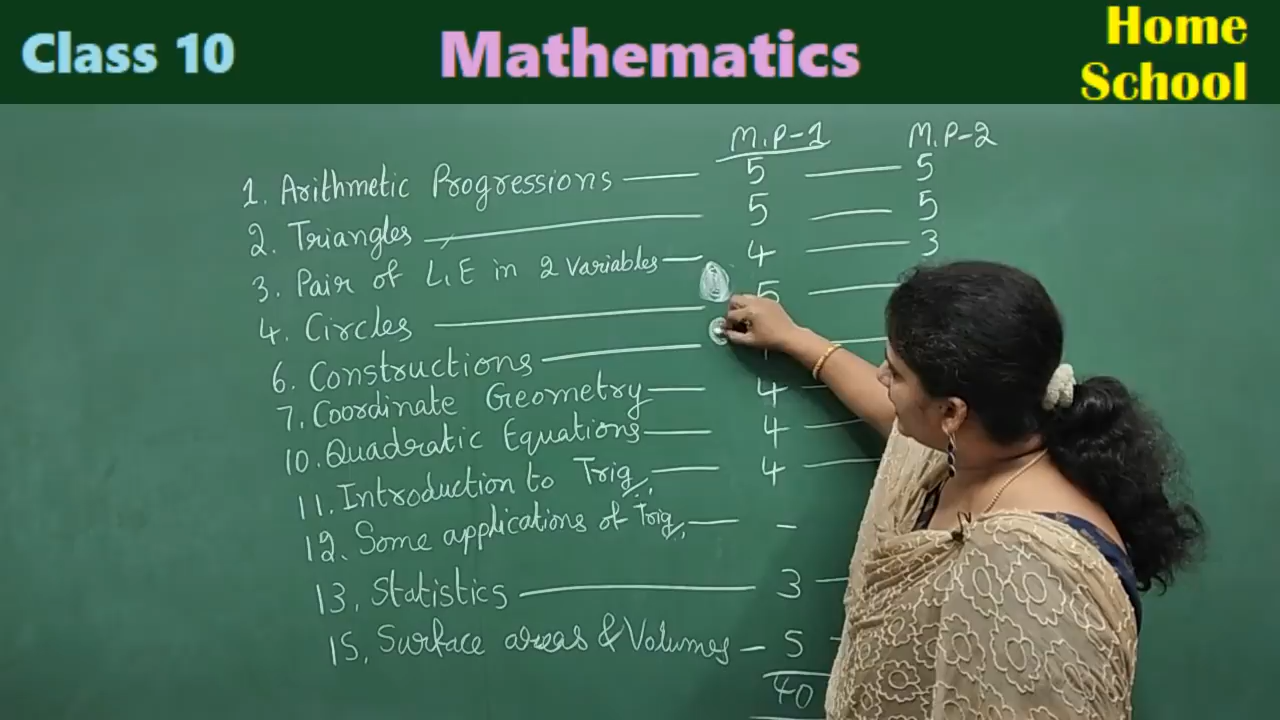 Class 10
Mathematics
Home
School
M.P-1 M.P-2
1. Arithmetic Progressions — 5 — 5
2. Triangles — 5 — 5
3. Pair of L.E in 2 variables — 4 — 3
4. Circles — 5 —
6. Constructions —
7. Coordinate Geometry — 4 —
10. Quadratic Equations — 4 —
11. Introduction to Trig. — 4 —
12. Some applications of Trig. — -
13. Statistics — 3 —
15. Surface areas & Volumes — 5 -
40